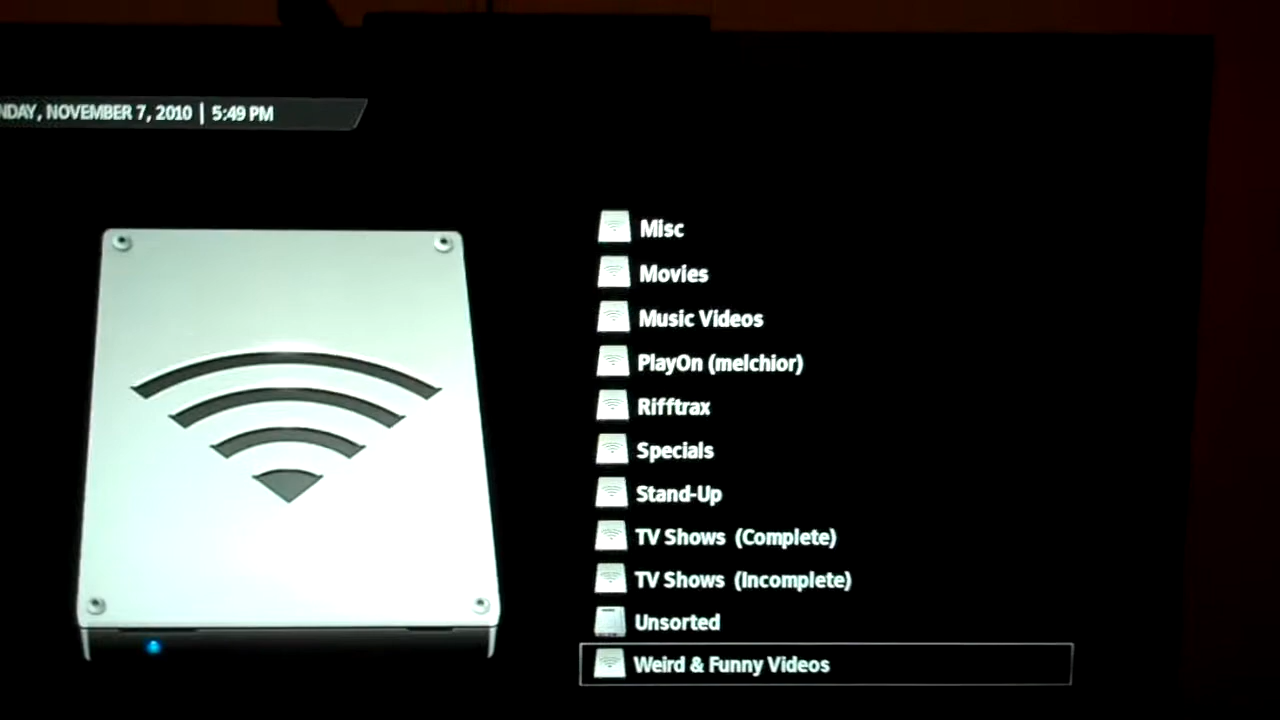 NDAY, NOVEMBER 7, 2010 | 5:49 PM
Misc
Movies
Music Videos
PlayOn (melchior)
Rifftrax
Specials
Stand-Up
TV Shows (Complete)
TV Shows (Incomplete)
Unsorted
Weird & Funny Videos